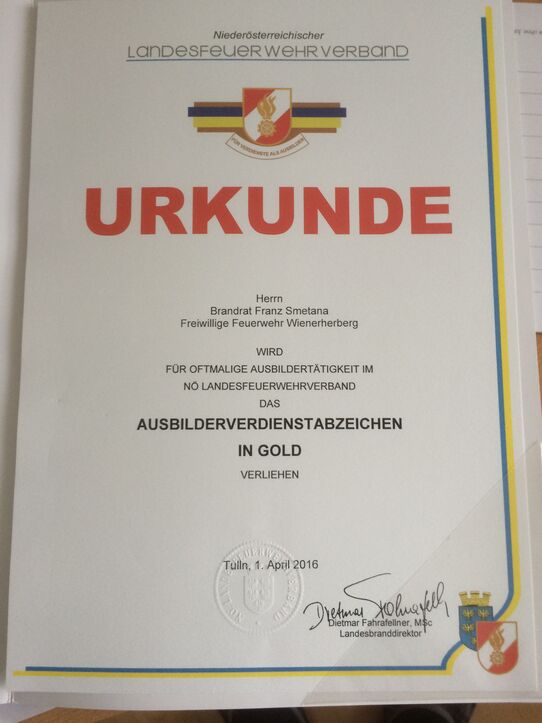 Niederösterreichischer
LANDESFEUERWEHRVERBAND
FÜR VERDIENSTE ALS AUSBILDER
URKUNDE
Herrn
Brandrat Franz Smetana
Freiwillige Feuerwehr Wienerherberg
WIRD
FÜR OFTMALIGE AUSBILDERTÄTIGKEIT IM
NÖ LANDESFEUERWEHRVERBAND
DAS
AUSBILDERVERDIENSTABZEICHEN
IN GOLD
VERLIEHEN
Tulln, 1. April 2016
Dietmar Fahrafellner, MSc
Landesbranddirektor